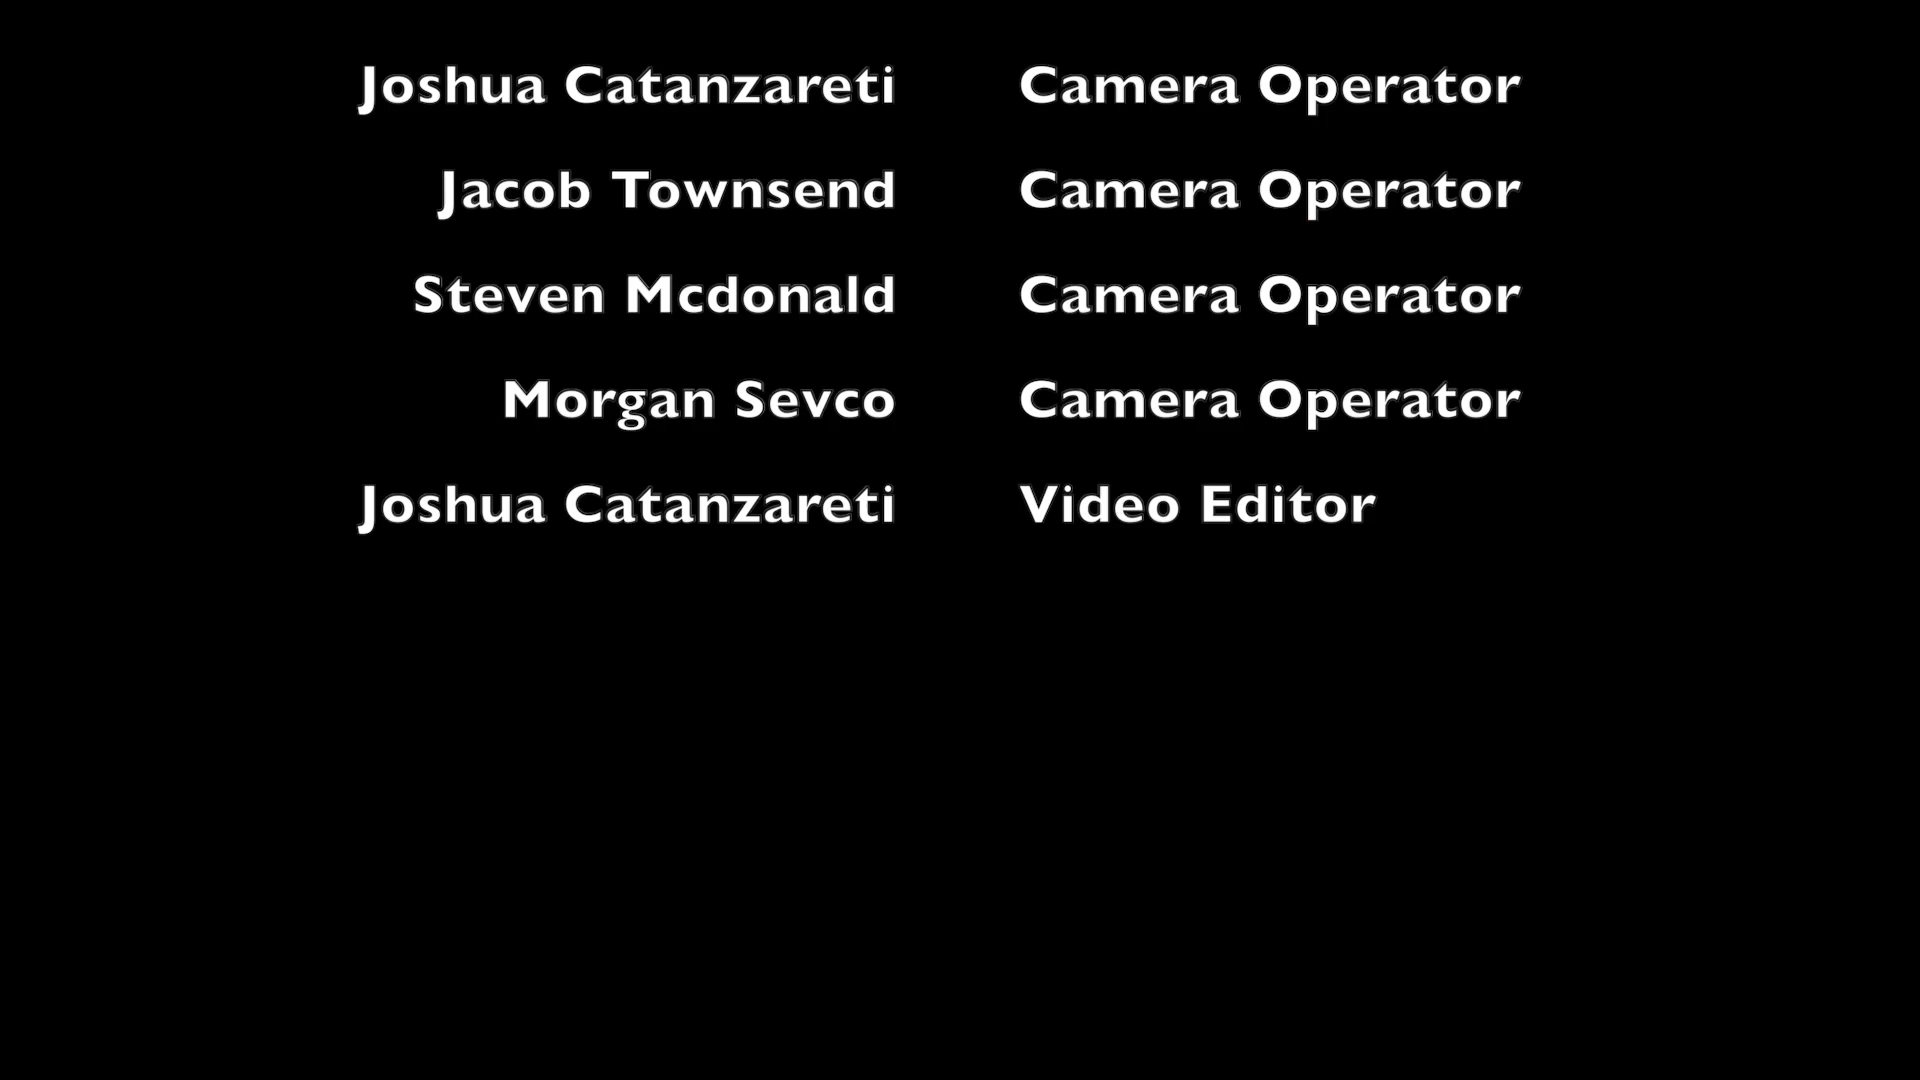 Joshua Catanzareti Camera Operator
Jacob Townsend Camera Operator
Steven Mcdonald Camera Operator
Morgan Sevco Camera Operator
Joshua Catanzareti Video Editor